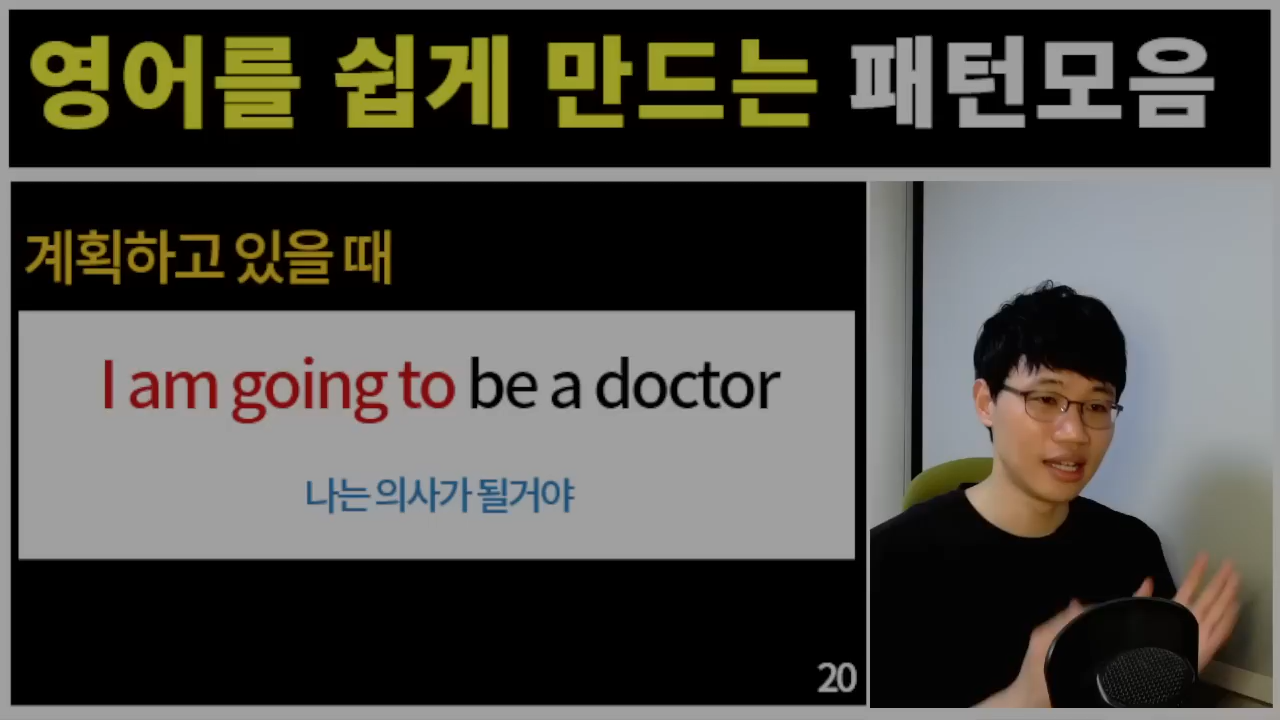 영어를 쉽게 만드는 패턴모음
계획하고 있을 때
I am going to be a doctor
나는 의사가 될거야
20